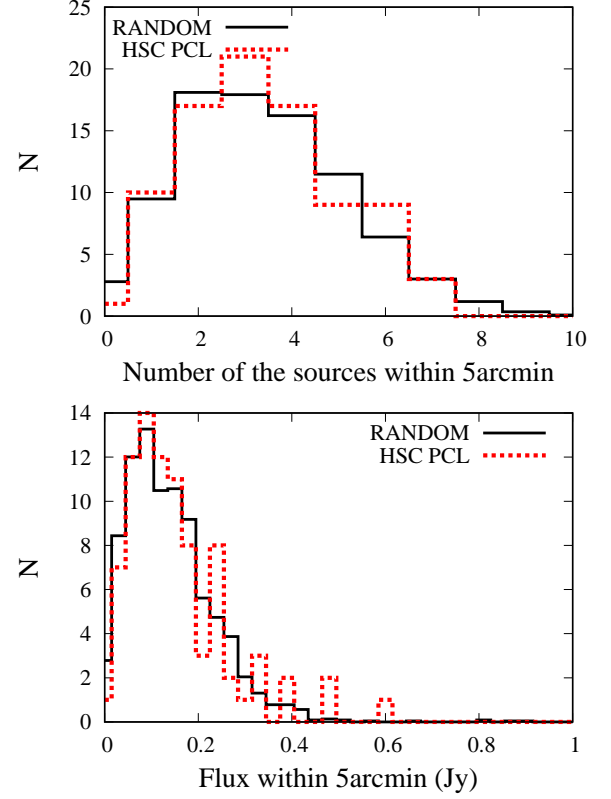 25
20
15
10
5
0
N
RANDOM
HSC PCL
0 2 4 6 8 10
Number of the sources within 5arcmin
14
12
10
8
6
4
2
0
N
RANDOM
HSC PCL
0 0.2 0.4 0.6 0.8 1
Flux within 5arcmin (Jy)